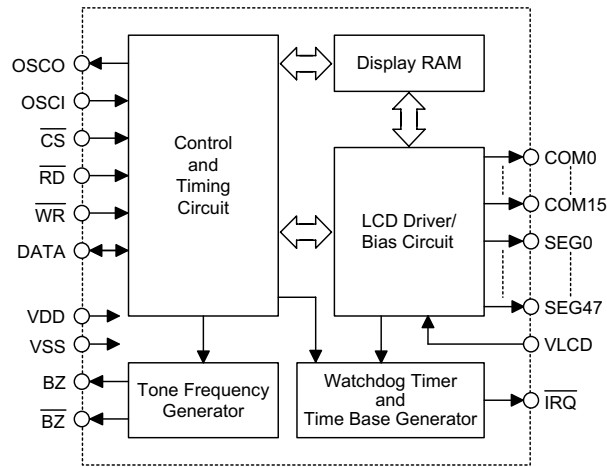 OSCO
OSCI
CS
RD
WR
DATA
VDD
VSS
BZ
BZ
Control
and
Timing
Circuit
Display RAM
LCD Driver/
Bias Circuit
Tone Frequency
Generator
Watchdog Timer
and
Time Base Generator
COM0
COM15
SEG0
SEG47
VLCD
IRQ